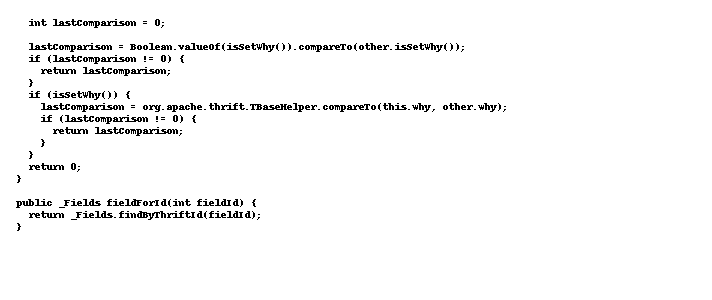 int lastComparison = 0;
lastComparison = Boolean.valueOf(isSetWhy()).compareTo(other.isSetWhy());
if (lastComparison != 0) {
return lastComparison;
}
if (isSetWhy()) {
lastComparison = org.apache.thrift.TBaseHelper.compareTo(this.why, other.why);
if (lastComparison != 0) {
return lastComparison;
}
}
return 0;
}
public _Fields fieldForId(int fieldId) {
return _Fields.findByThriftId(fieldId);
}